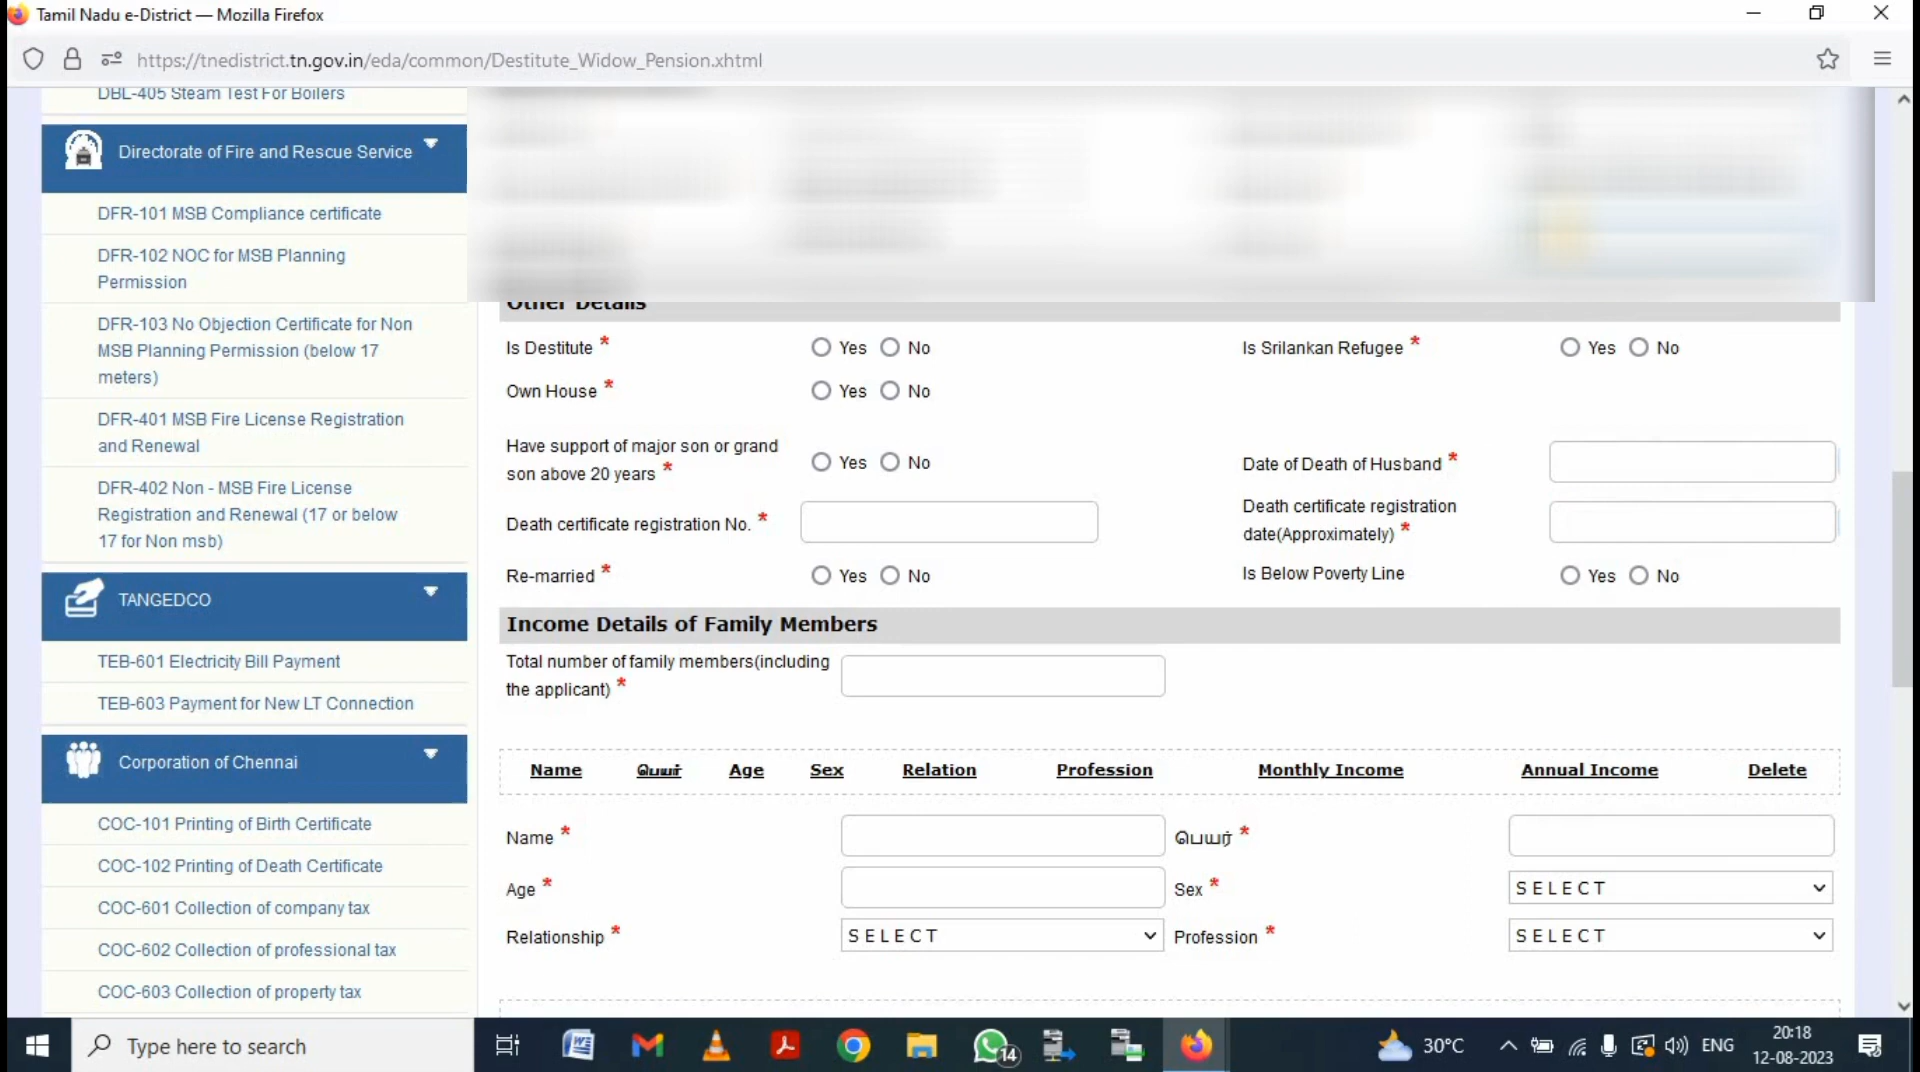 Tamil Nadu e-District — Mozilla Firefox
https://tnedistrict.tn.gov.in/eda/common/Destitute_Widow_Pension.xhtml
DBL-405 Steam Test For Boilers
Directorate of Fire and Rescue Service
DFR-101 MSB Compliance certificate
DFR-102 NOC for MSB Planning
Permission
DFR-103 No Objection Certificate for Non
MSB Planning Permission (below 17
meters)
DFR-401 MSB Fire License Registration
and Renewal
DFR-402 Non - MSB Fire License
Registration and Renewal (17 or below
17 for Non msb)
TANGEDCO
TEB-601 Electricity Bill Payment
TEB-603 Payment for New LT Connection
Corporation of Chennai
COC-101 Printing of Birth Certificate
COC-102 Printing of Death Certificate
COC-601 Collection of company tax
COC-602 Collection of professional tax
COC-603 Collection of property tax
Other Details
Is Destitute * Yes No Is Srilankan Refugee * Yes No
Own House * Yes No
Have support of major son or grand
son above 20 years * Yes No Date of Death of Husband *
Death certificate registration No. * Death certificate registration
date(Approximately) *
Re-married * Yes No Is Below Poverty Line Yes No
Income Details of Family Members
Total number of family members(including
the applicant) *
Name பெயர் Age Sex Relation Profession Monthly Income Annual Income Delete
Name * பெயர் *
Age * Sex * SELECT
Relationship * SELECT Profession * SELECT
Type here to search
14
30°C
ENG
20:18
12-08-2023